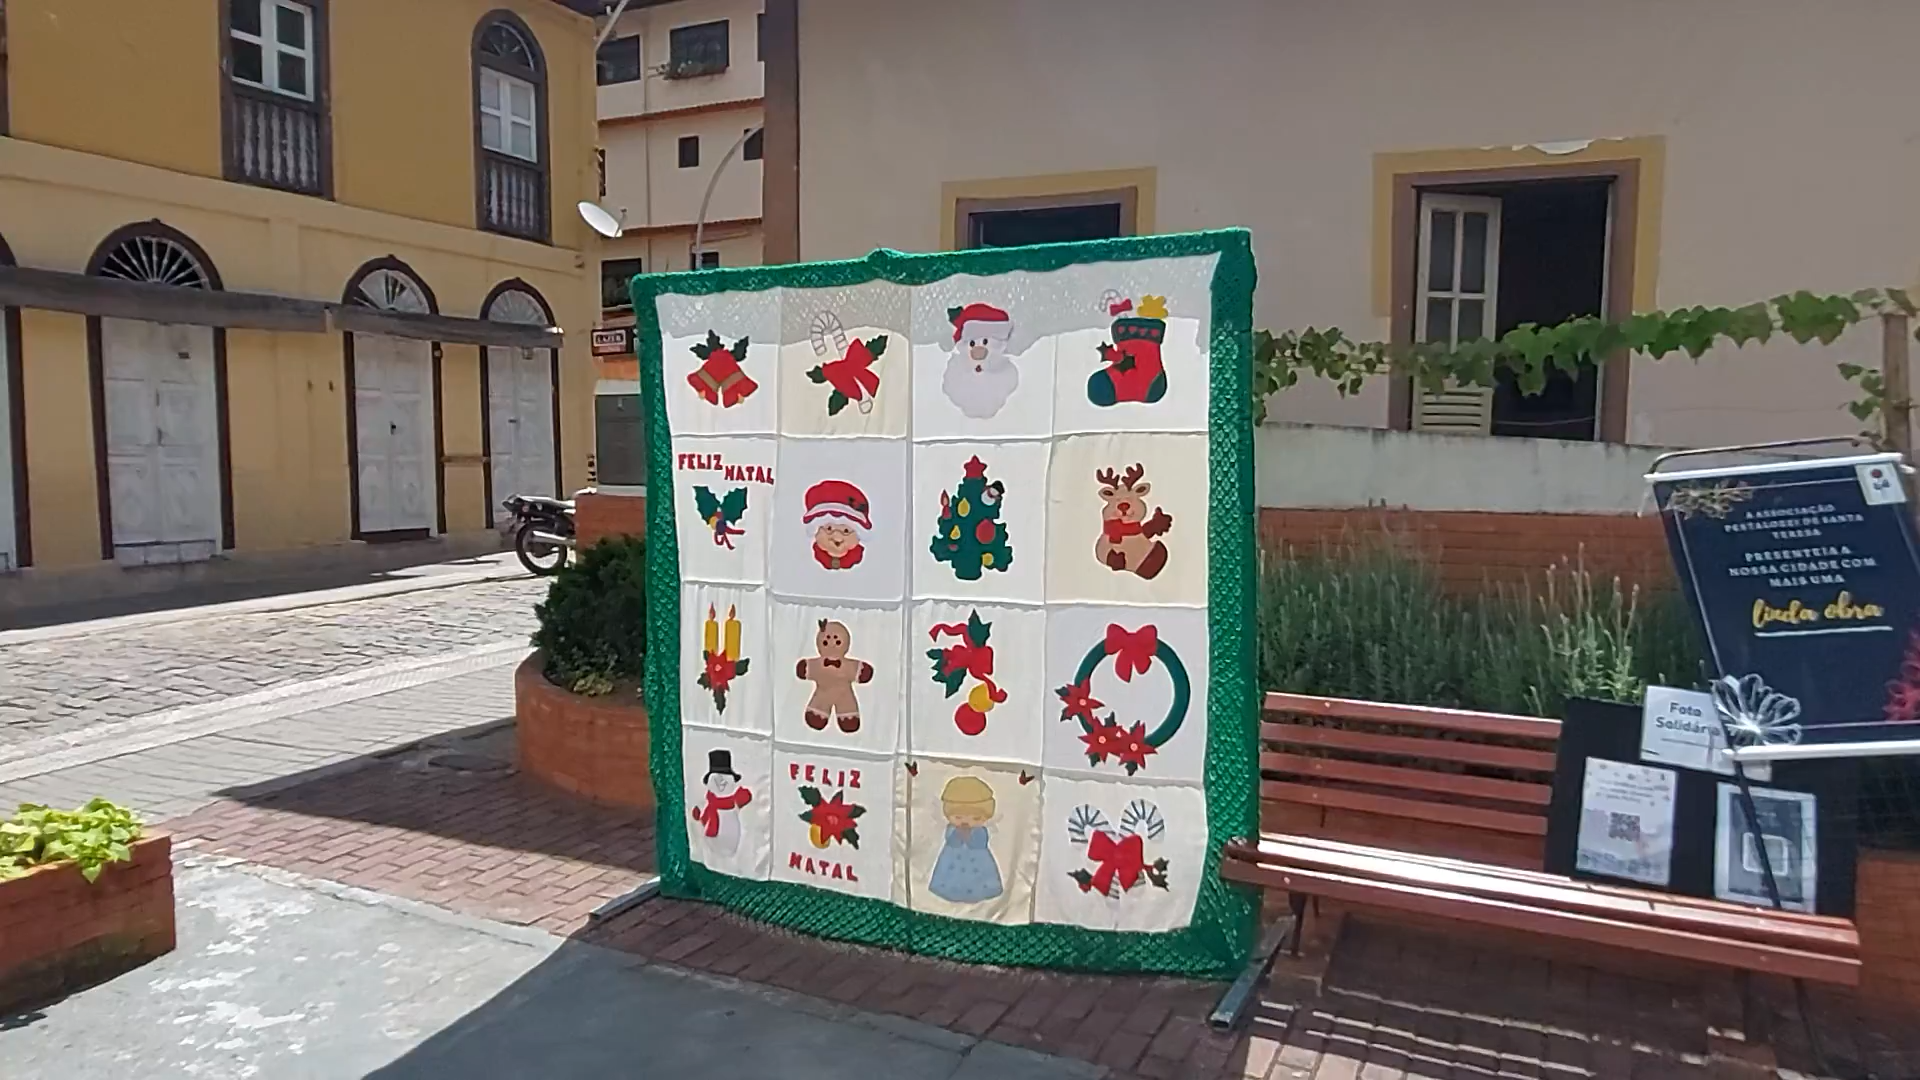 FELIZ NATAL
FELIZ
NATAL
A ASSOCIAÇÃO
PESTALOZZI DE SANTA
TERESA
PRESENTEIA A
NOSSA CIDADE COM
MAIS UMA
linda obra
Foto
Solidária